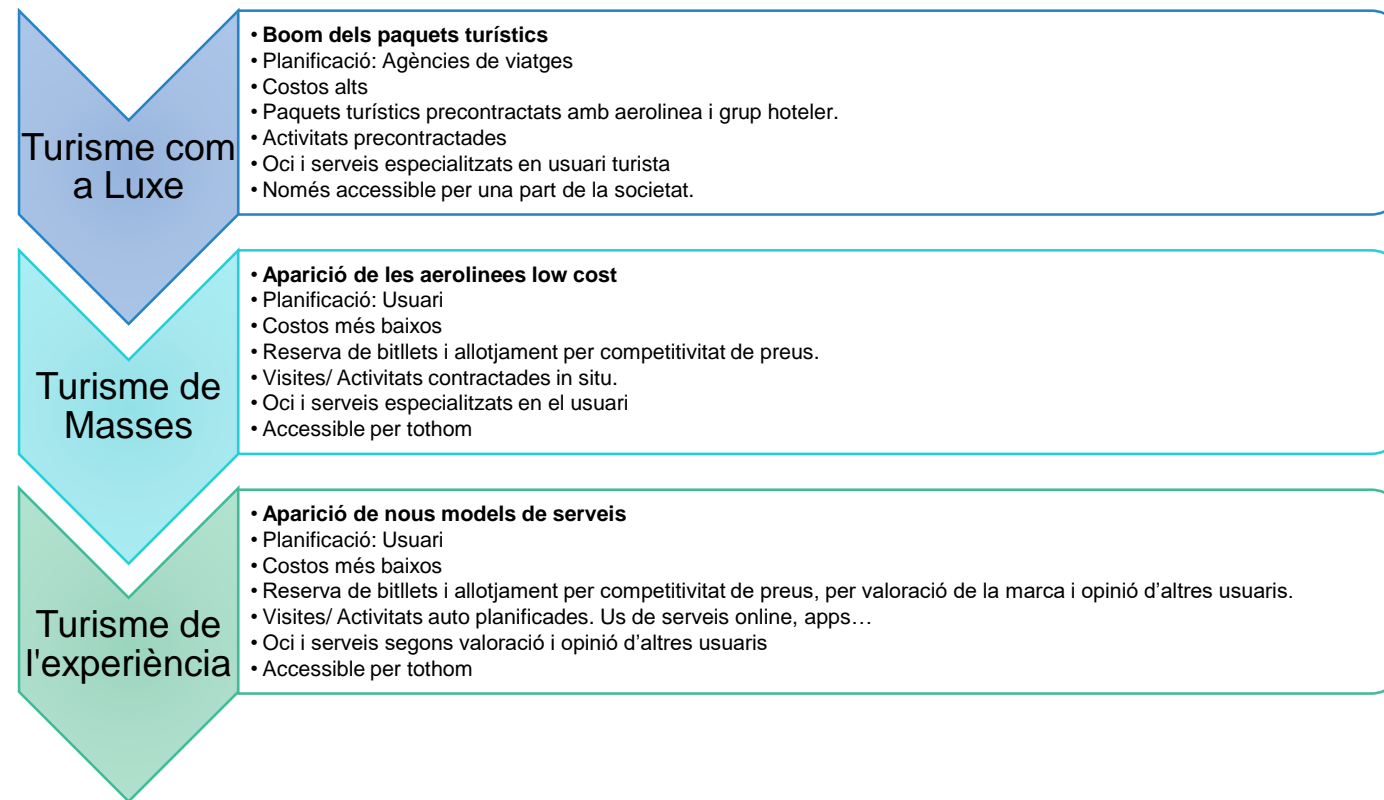 Turisme com
a Luxe
• Boom dels paquets turístics
• Planificació: Agències de viatges
• Costos alts
• Paquets turístics precontractats amb aerolinea i grup hoteler.
• Activitats precontractades
• Oci i serveis especialitzats en usuari turista
• Només accessible per una part de la societat.
Turisme de
Masses
• Aparició de les aerolinees low cost
• Planificació: Usuari
• Costos més baixos
• Reserva de bitllets i allotjament per competitivitat de preus.
• Visites/ Activitats contractades in situ.
• Oci i serveis especialitzats en el usuari
• Accessible per tothom
Turisme de
l'experiència
• Aparició de nous models de serveis
• Planificació: Usuari
• Costos més baixos
• Reserva de bitllets i allotjament per competitivitat de preus, per valoració de la marca i opinió d’altres usuaris.
• Visites/ Activitats auto planificades. Us de serveis online, apps…
• Oci i serveis segons valoració i opinió d’altres usuaris
• Accessible per tothom